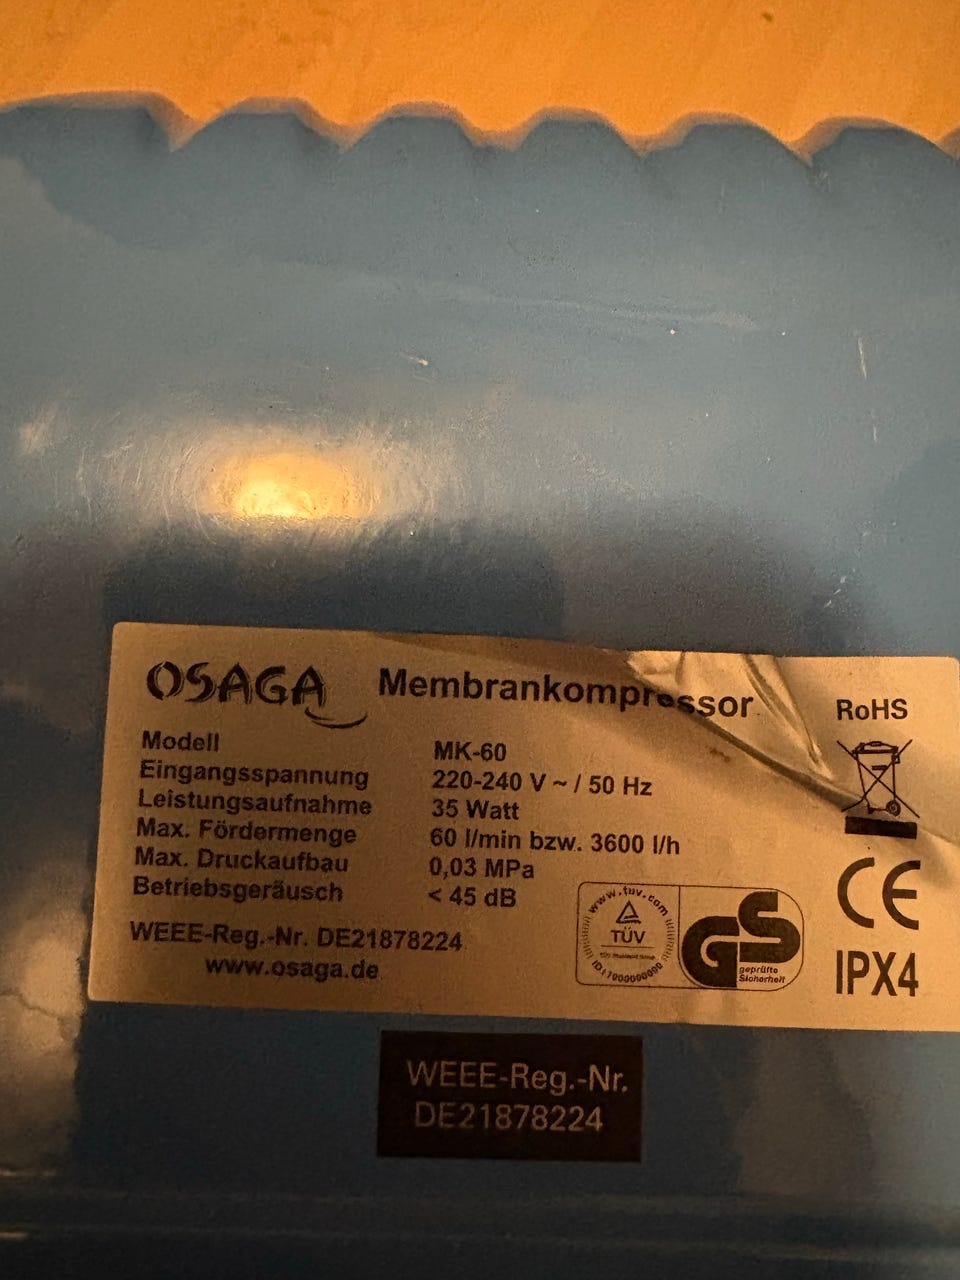 OSAGA Membrankompressor
RoHS
Modell MK-60
Eingangsspannung 220-240 V ~ / 50 Hz
Leistungsaufnahme 35 Watt
Max. Fördermenge 60 l/min bzw. 3600 l/h
Max. Druckaufbau 0,03 MPa
Betriebsgeräusch < 45 dB
WEEE-Reg.-Nr. DE21878224
www.osaga.de
www.tuv.com
TÜV
GS
geprüfte
Sicherheit
CE
IPX4
WEEE-Reg.-Nr.
DE21878224